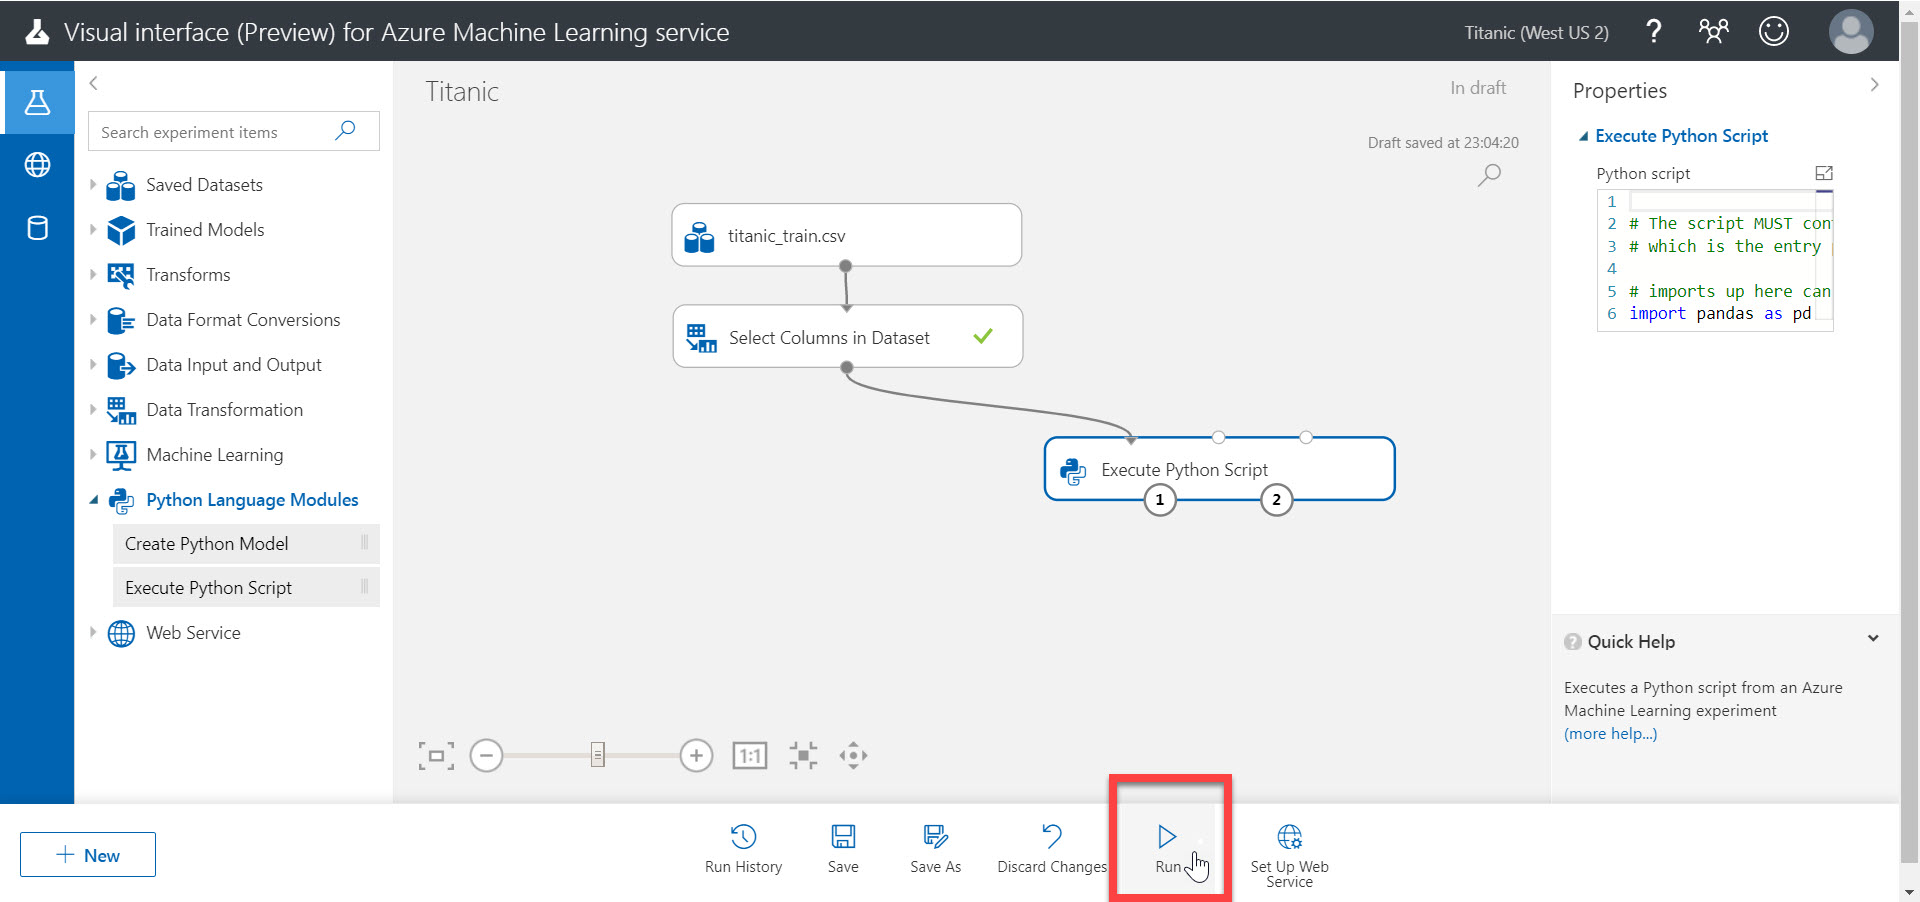 Visual interface (Preview) for Azure Machine Learning service
Titanic (West US 2)
?
Search experiment items
Saved Datasets
Trained Models
Transforms
Data Format Conversions
Data Input and Output
Data Transformation
Machine Learning
Python Language Modules
Create Python Model
Execute Python Script
Web Service
Titanic
In draft
Draft saved at 23:04:20
titanic_train.csv
Select Columns in Dataset
Execute Python Script
1
2
1:1
Properties
Execute Python Script
Python script
1
2 # The script MUST con
3 # which is the entry
4
5 # imports up here can
6 import pandas as pd
? Quick Help
Executes a Python script from an Azure
Machine Learning experiment
(more help...)
New
Run History
Save
Save As
Discard Changes
Run
Set Up Web
Service